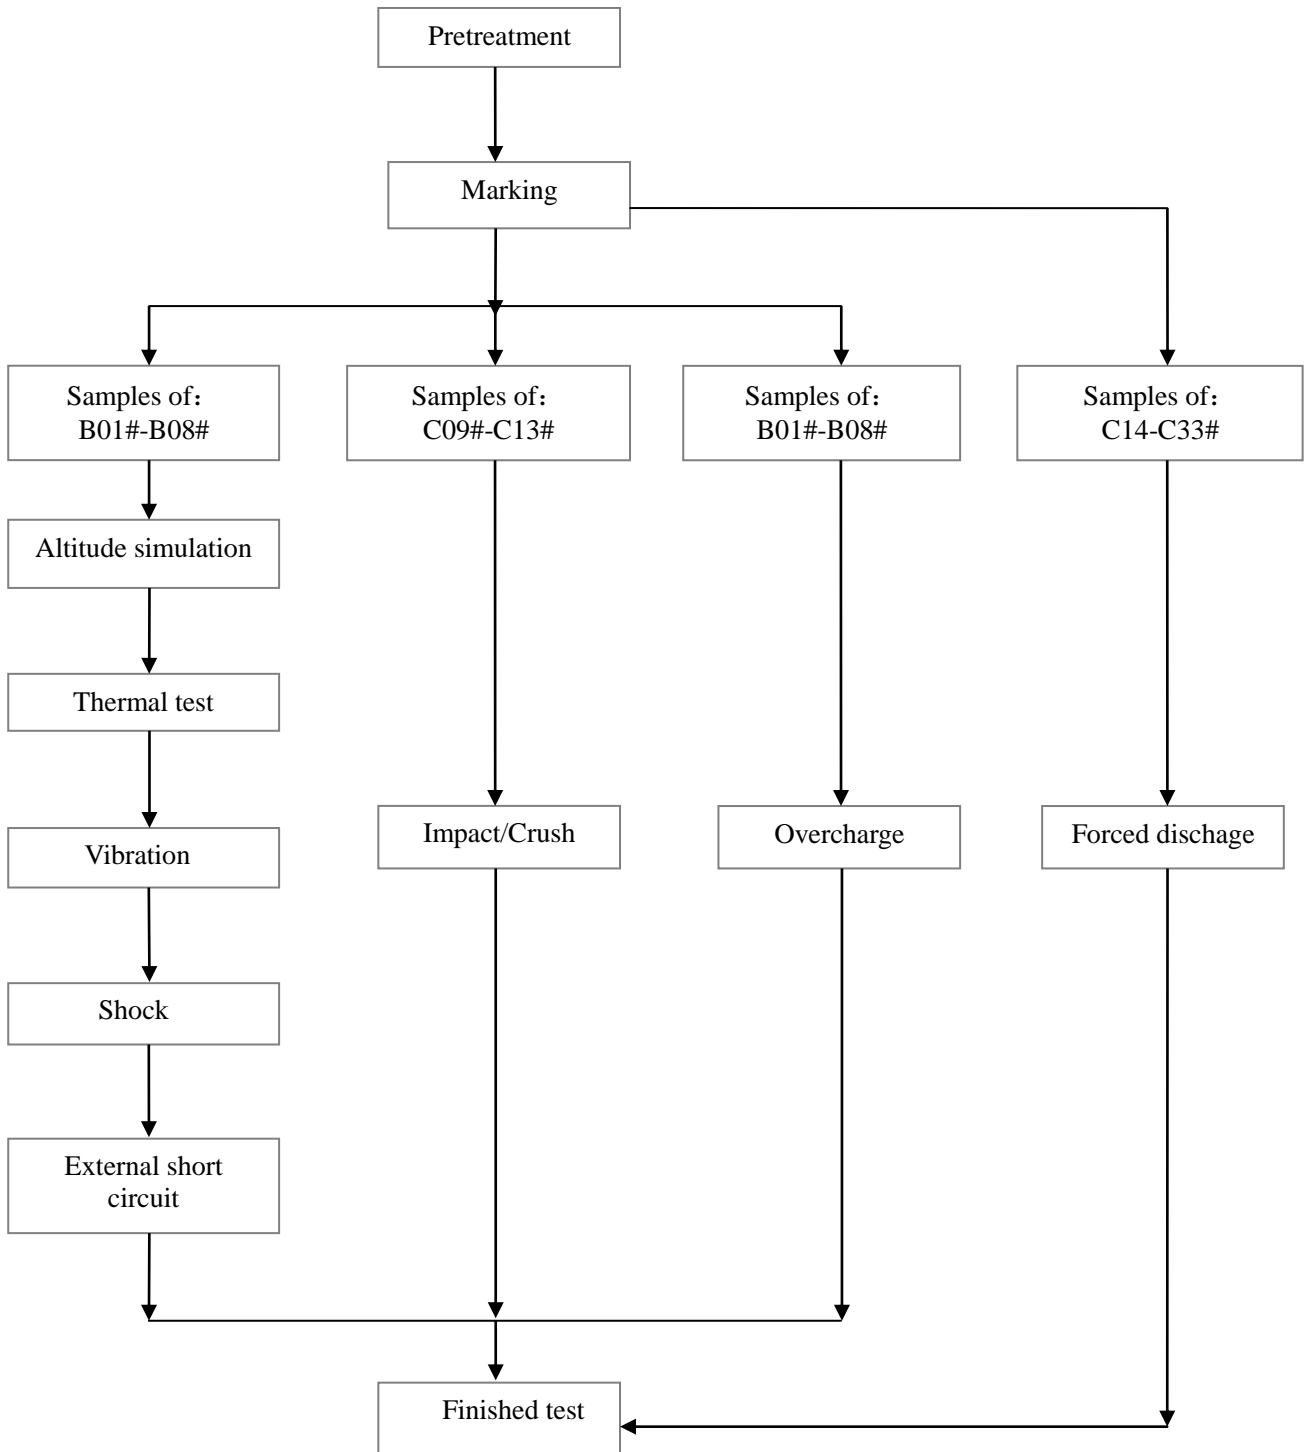 Pretreatment
Marking
Samples of：
B01#-B08#
Samples of：
C09#-C13#
Samples of：
B01#-B08#
Samples of：
C14-C33#
Altitude simulation
Thermal test
Vibration
Impact/Crush
Overcharge
Forced dischage
Shock
External short
circuit
Finished test